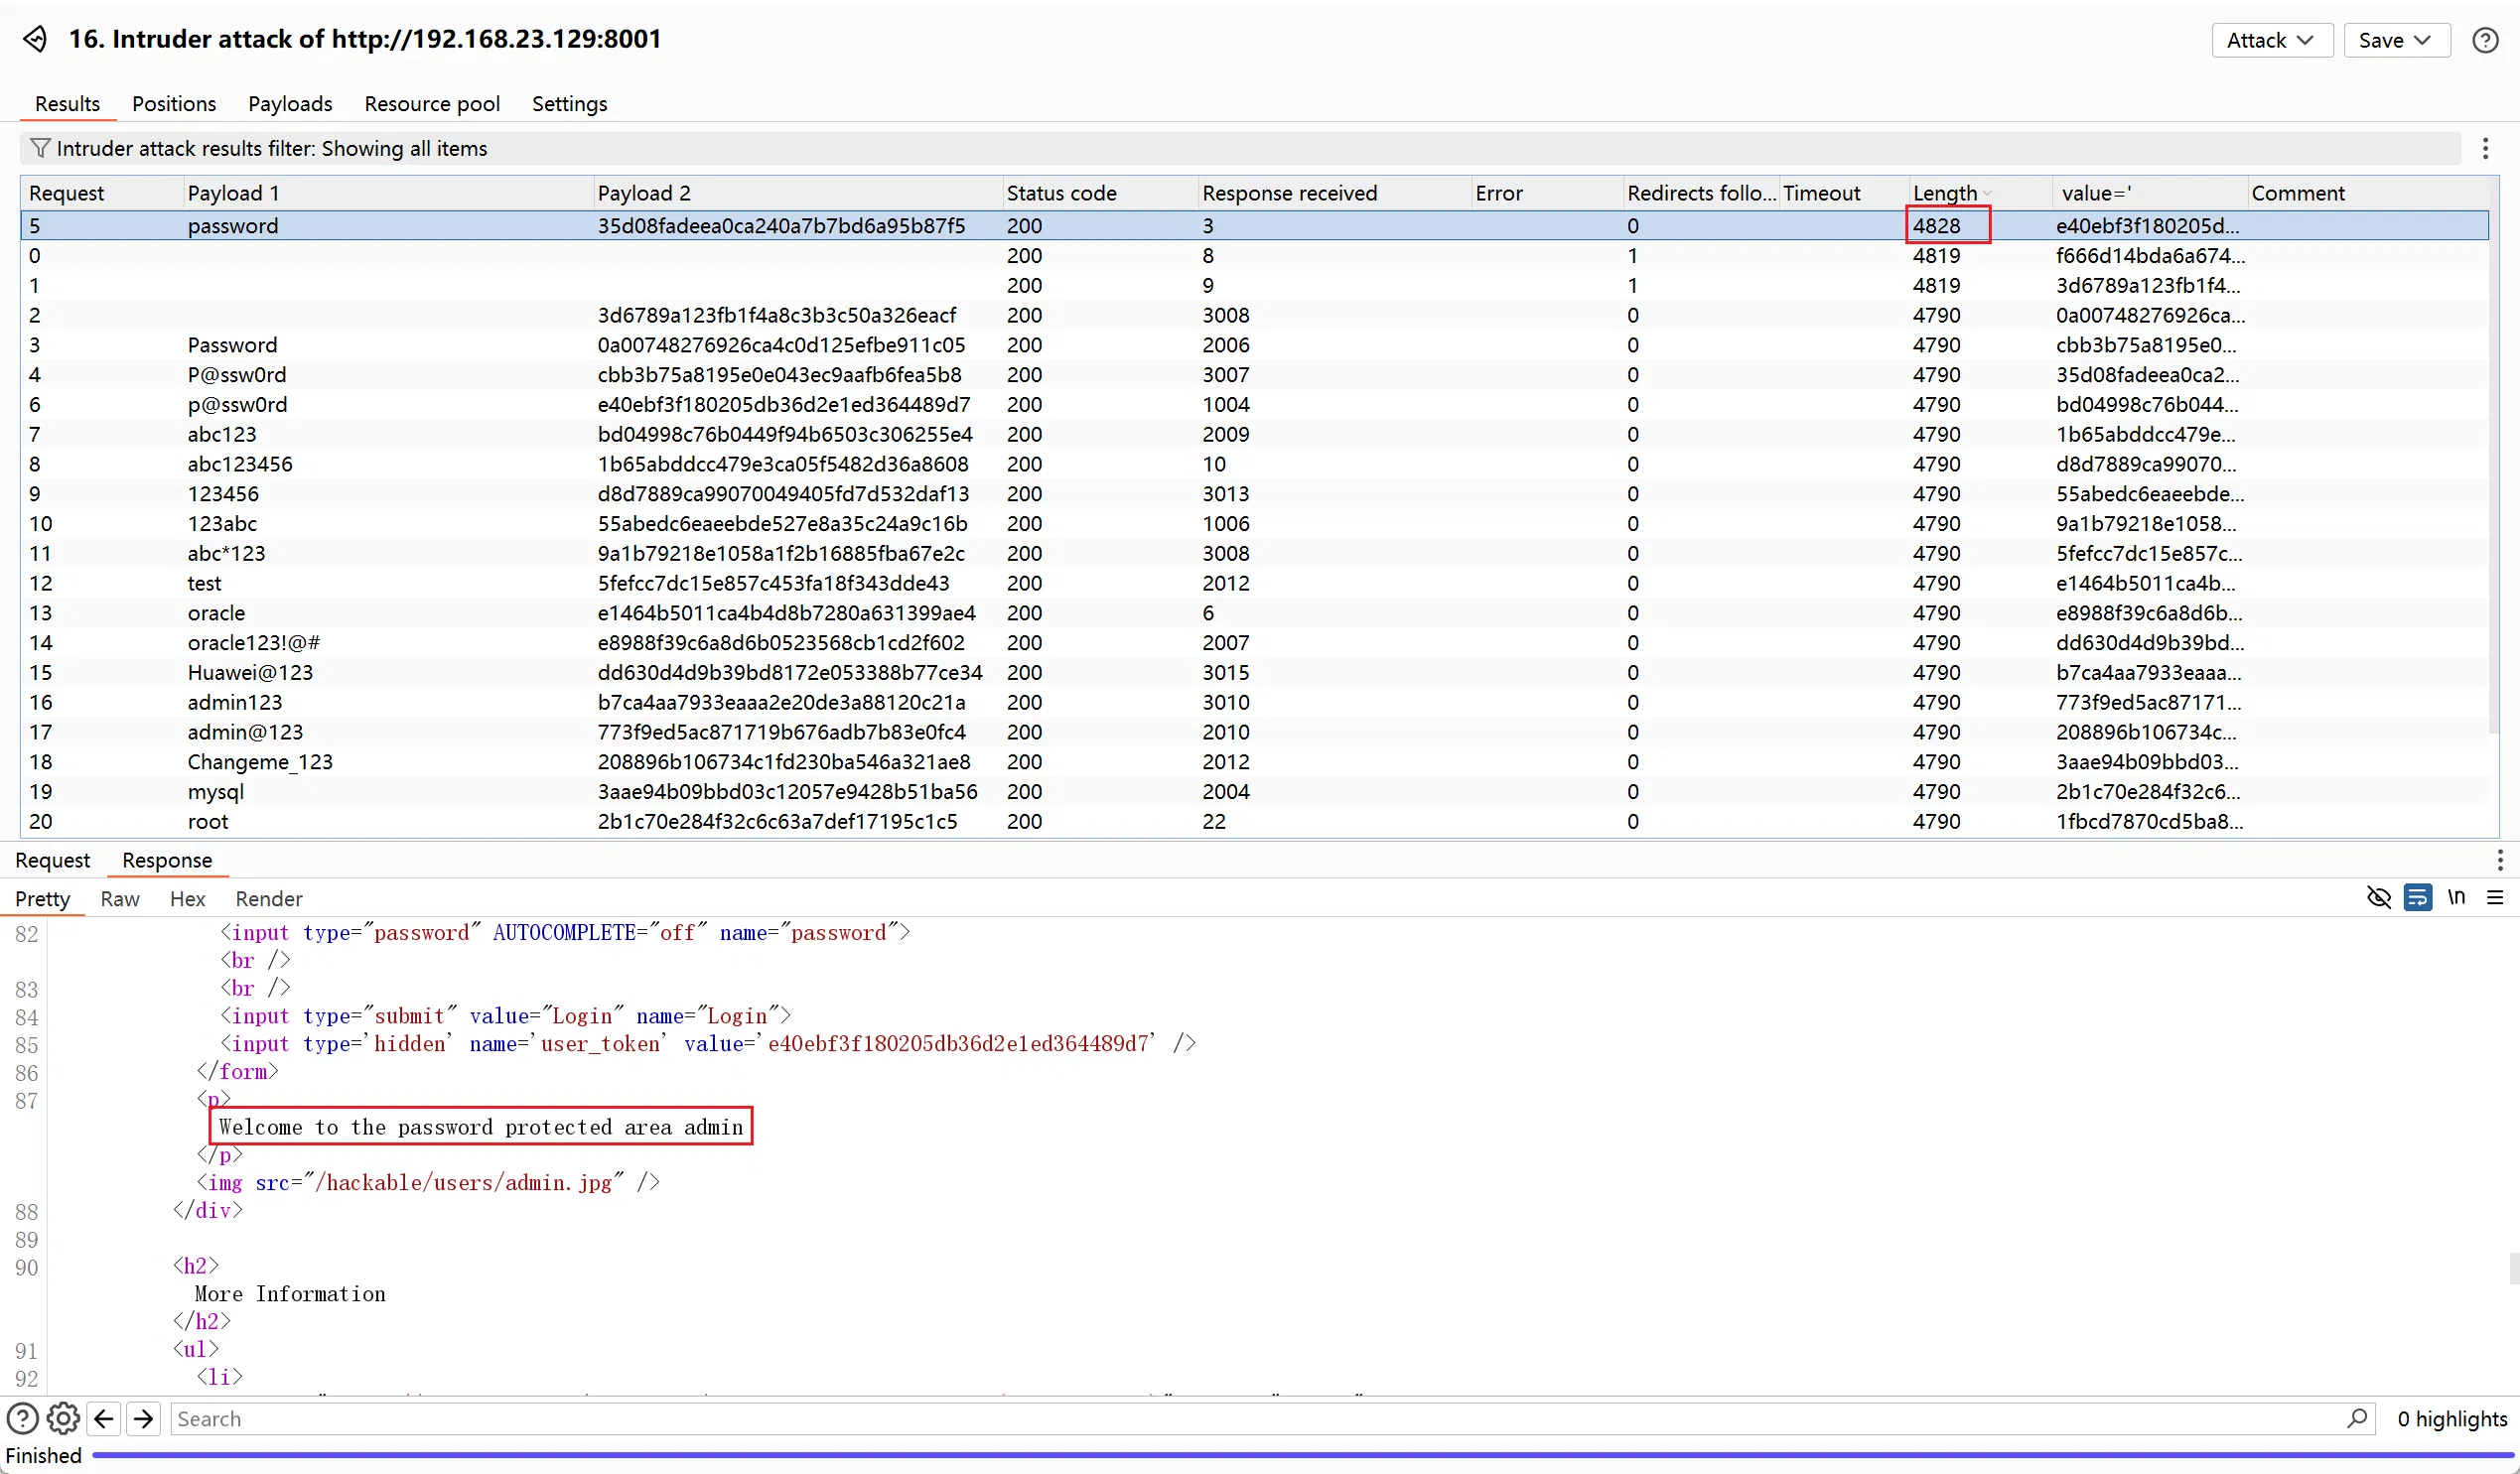 16. Intruder attack of http://192.168.23.129:8001
Attack Save ?
Results Positions Payloads Resource pool Settings
Intruder attack results filter: Showing all items
Request Payload 1 Payload 2 Status code Response received Error Redirects follo... Timeout Length value=' Comment
5 password 35d08fadeea0ca240a7b7bd6a95b87f5 200 3 0 4828 e40ebf3f180205d...
0 200 8 1 4819 f666d14bda6a674...
1 200 9 1 4819 3d6789a123fb1f4...
2 3d6789a123fb1f4a8c3b3c50a326eacf 200 3008 0 4790 0a00748276926ca...
3 Password 0a00748276926ca4c0d125efbe911c05 200 2006 0 4790 cbb3b75a8195e0...
4 P@ssw0rd cbb3b75a8195e0e043ec9aafb6fea5b8 200 3007 0 4790 35d08fadeea0ca2...
6 p@ssw0rd e40ebf3f180205db36d2e1ed364489d7 200 1004 0 4790 bd04998c76b044...
7 abc123 bd04998c76b0449f94b6503c306255e4 200 2009 0 4790 1b65abddcc479e...
8 abc123456 1b65abddcc479e3ca05f5482d36a8608 200 10 0 4790 d8d7889ca99070...
9 123456 d8d7889ca99070049405fd7d532daf13 200 3013 0 4790 55abedc6eaeebde...
10 123abc 55abedc6eaeebde527e8a35c24a9c16b 200 1006 0 4790 9a1b79218e1058...
11 abc*123 9a1b79218e1058a1f2b16885fba67e2c 200 3008 0 4790 5fefcc7dc15e857c...
12 test 5fefcc7dc15e857c453fa18f343dde43 200 2012 0 4790 e1464b5011ca4b...
13 oracle e1464b5011ca4b4d8b7280a631399ae4 200 6 0 4790 e8988f39c6a8d6b...
14 oracle123!@# e8988f39c6a8d6b0523568cb1cd2f602 200 2007 0 4790 dd630d4d9b39bd...
15 Huawei@123 dd630d4d9b39bd8172e053388b77ce34 200 3015 0 4790 b7ca4aa7933eaaa...
16 admin123 b7ca4aa7933eaaa2e20de3a88120c21a 200 3010 0 4790 773f9ed5ac87171...
17 admin@123 773f9ed5ac871719b676adb7b83e0fc4 200 2010 0 4790 208896b106734c...
18 Changeme_123 208896b106734c1fd230ba546a321ae8 200 2012 0 4790 3aae94b09bbd03...
19 mysql 3aae94b09bbd03c12057e9428b51ba56 200 2004 0 4790 2b1c70e284f32c6...
20 root 2b1c70e284f32c6c63a7def17195c1c5 200 22 0 4790 1fbcd7870cd5ba8...
Request Response
Pretty Raw Hex Render \n
82 <input type="password" AUTOCOMPLETE="off" name="password">
<br />
83 <br />
84 <input type="submit" value="Login" name="Login">
85 <input type='hidden' name='user_token' value='e40ebf3f180205db36d2e1ed364489d7' />
86 </form>
87 <p>
Welcome to the password protected area admin
</p>
<img src="/hackable/users/admin.jpg" />
88 </div>
89
90 <h2>
More Information
</h2>
91 <ul>
92 <li>
? Search 0 highlights
Finished